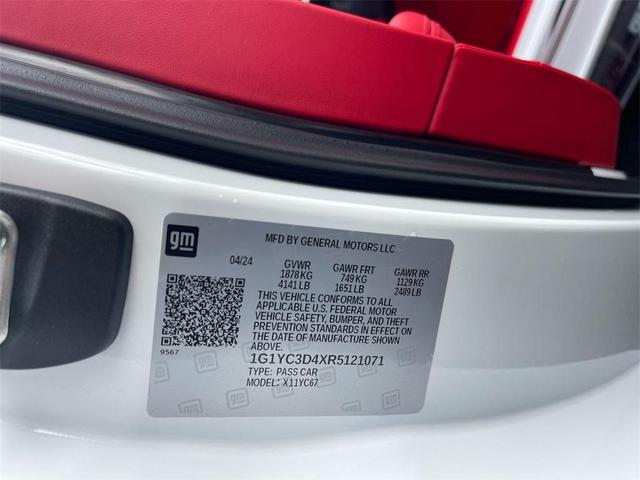 gm
MFD BY GENERAL MOTORS LLC
04/24 GVWR GAWR FRT GAWR RR
1878 KG 749 KG 1129 KG
4141 LB 1651 LB 2489 LB
THIS VEHICLE CONFORMS TO ALL
APPLICABLE U.S. FEDERAL MOTOR
VEHICLE SAFETY, BUMPER, AND THEFT
PREVENTION STANDARDS IN EFFECT ON
THE DATE OF MANUFACTURE SHOWN
ABOVE.
9567
1G1YC3D4XR5121071
TYPE: PASS CAR
MODEL: X11YC67